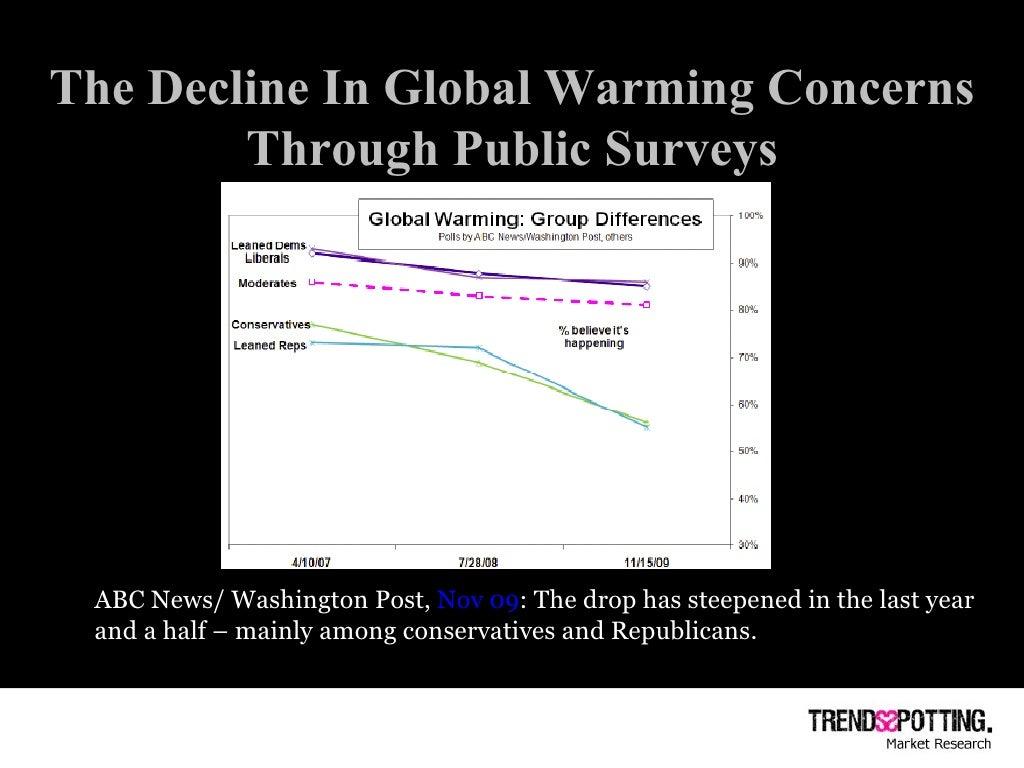 The Decline In Global Warming Concerns
Through Public Surveys
Global Warming: Group Differences
Polls by ABC News/Washington Post, others
100%
90%
80%
70%
60%
50%
40%
30%
Leaned Dems
Liberals
Moderates
Conservatives
Leaned Reps
% believe it's
happening
4/10/07 7/28/08 11/15/09
ABC News/ Washington Post, Nov 09: The drop has steepened in the last year
and a half – mainly among conservatives and Republicans.
TRENDSSPOTTING.
Market Research